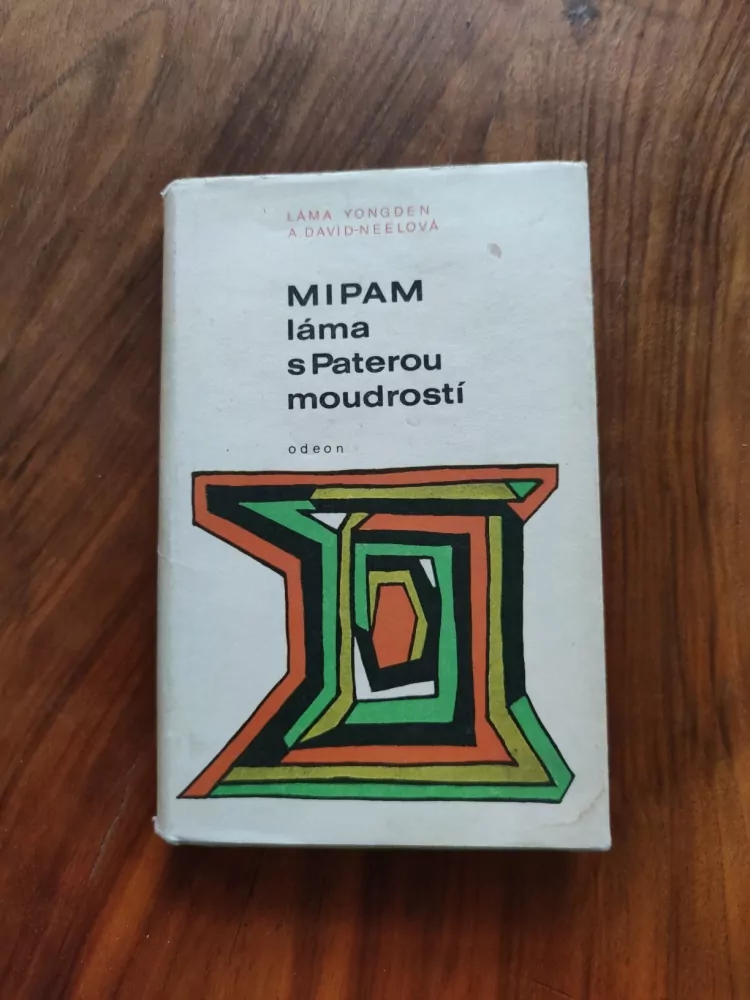 LÁMA YONGDEN
A. DAVID-NEELOVÁ
MIPAM
láma
s Paterou
moudrostí
odeon